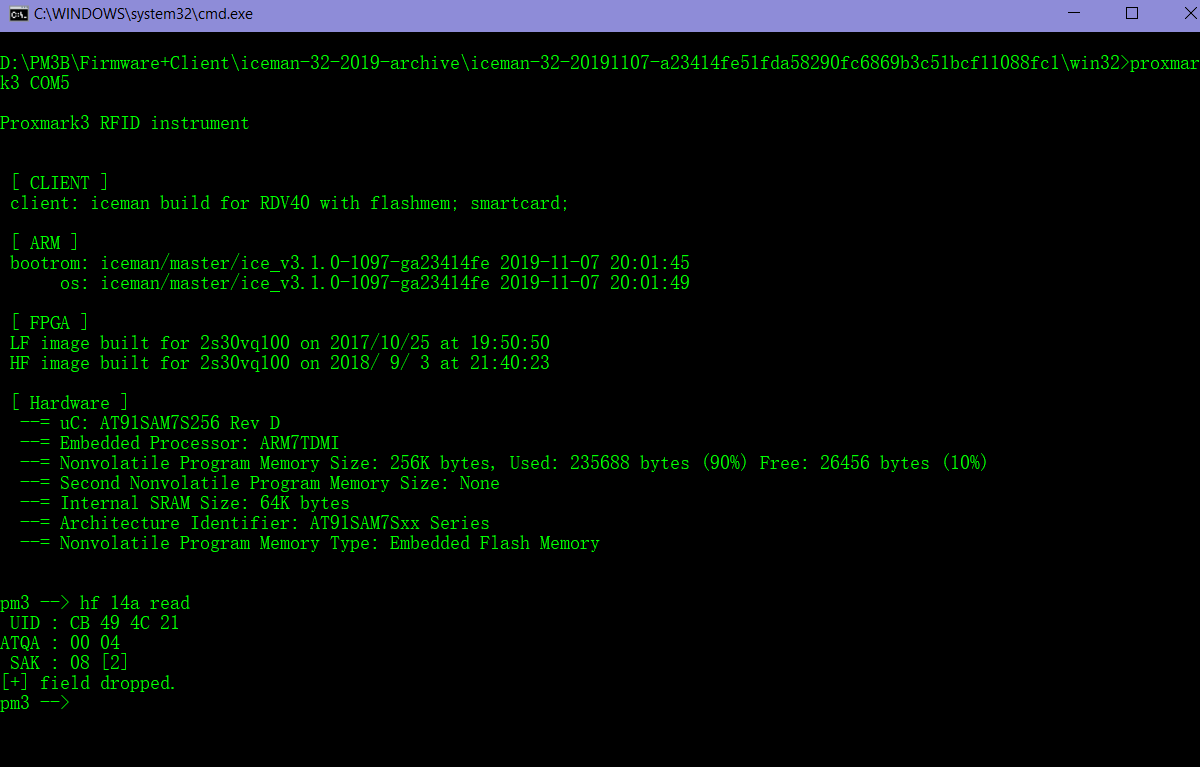 C:\WINDOWS\system32\cmd.exe
D:\PM3B\Firmware+Client\iceman-32-2019-archive\iceman-32-20191107-a23414fe51fda58290fc6869b3c51bcf11088fc1\win32>proxmar
k3 COM5
Proxmark3 RFID instrument
[ CLIENT ]
client: iceman build for RDV40 with flashmem; smartcard;
[ ARM ]
bootrom: iceman/master/ice_v3.1.0-1097-ga23414fe 2019-11-07 20:01:45
os: iceman/master/ice_v3.1.0-1097-ga23414fe 2019-11-07 20:01:49
[ FPGA ]
LF image built for 2s30vq100 on 2017/10/25 at 19:50:50
HF image built for 2s30vq100 on 2018/ 9/ 3 at 21:40:23
[ Hardware ]
--= uC: AT91SAM7S256 Rev D
--= Embedded Processor: ARM7TDMI
--= Nonvolatile Program Memory Size: 256K bytes, Used: 235688 bytes (90%) Free: 26456 bytes (10%)
--= Second Nonvolatile Program Memory Size: None
--= Internal SRAM Size: 64K bytes
--= Architecture Identifier: AT91SAM7Sxx Series
--= Nonvolatile Program Memory Type: Embedded Flash Memory
pm3 --> hf 14a read
UID : CB 49 4C 21
ATQA : 00 04
SAK : 08 [2]
[+] field dropped.
pm3 -->